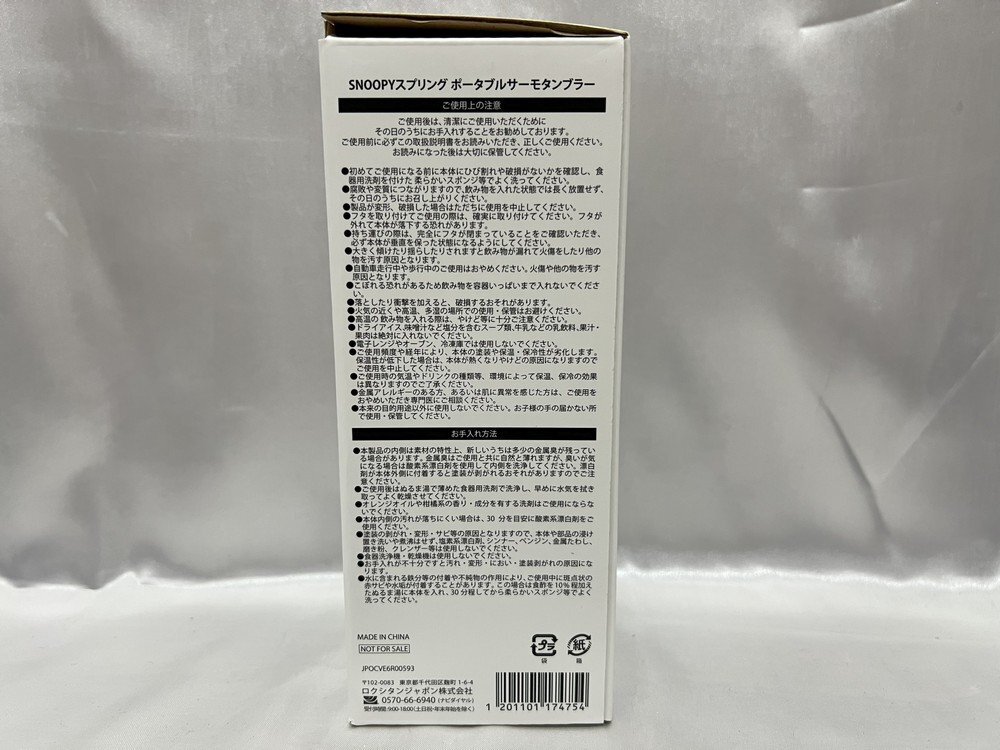 SNOOPYスプリング ポータブルサーモタンブラー
ご使用上の注意
ご使用後は、清潔にご使用いただくために
その日のうちにお手入れすることをお勧めしております。
ご使用前に必ずこの取扱説明書をお読みいただき、正しくご使用ください。
お読みになった後は大切に保管してください。
●初めてご使用になる前に本体にひび割れや破損がないかを確認し、食
器用洗剤を付けた 柔らかいスポンジ等でよく洗ってください。
●腐敗や変質につながりますので、飲み物を入れた状態では長く放置せず、
その日のうちにお召し上がりください。
●製品が変形、破損した場合はただちに使用を中止してください。
●フタを取り付けてご使用の際は、確実に取り付けてください。フタが
外れて本体が落下する恐れがあります。
●持ち運びの際は、完全にフタが閉まっていることをご確認いただき、
必ず本体が垂直を保った状態になるようにしてください。
●大きく傾けたり揺らしたりされますと飲み物が漏れて火傷をしたり他の
物を汚す原因となります。
●自動車走行中や歩行中のご使用はおやめください。火傷や他の物を汚す
原因となります。
●こぼれる恐れがあるため飲み物を容器いっぱいまで入れないでくださ
い。
●落としたり衝撃を加えると、破損するおそれがあります。
●火気の近くや高温、多湿の場所での使用・保管はお避けください。
●高温の 飲み物を入れる際は、やけど等に十分ご注意ください。
●ドライアイス、味噌汁など塩分を含むスープ類、牛乳などの乳飲料、果汁・
果肉は絶対に入れないでください。
●電子レンジやオーブン、冷凍庫では使用しないでください。
●ご使用頻度や経年により、本体の塗装や保温・保冷性が劣化します。
保温性が低下した場合は、本体が熱くなりやけどの原因になりますので
ご使用を中止してください。
●ご使用時の気温やドリンクの種類等、環境によって保温、保冷の効果
は異なりますのでご了承ください。
●金属アレルギーのある方、あるいは肌に異常を感じた方は、ご使用を
おやめいただき専門医にご相談ください。
●本来の目的用途以外に使用しないでください。お子様の手の届かない所
で使用・保管してください。
お手入れ方法
●本製品の内側は素材の特性上、新しいうちは多少の金属臭が残ってい
る場合があります。金属臭はご使用と共に自然と薄れますが、臭いが気
になる場合は酸素系漂白剤を使用して内側を洗浄してください。漂白
剤が本体外側に付着すると塗装が剥がれるおそれがありますのでご注
意ください。
●ご使用後はぬるま湯で薄めた食器用洗剤で洗浄し、早めに水気を拭き
取ってよく乾燥させてください。
●オレンジオイルや柑橘系の香り・成分を有する洗剤はご使用にならな
いでください。
●本体内側の汚れが落ちにくい場合は、30 分を目安に酸素系漂白剤をご
使用ください。
●塗装の剥がれ・変形・サビ等の原因となりますので、本体や部品の浸け
置き洗いや煮沸はせず、塩素系漂白剤、シンナー、ベンジン、金属たわし、
磨き粉、クレンザー等は使用しないでください。
●食器洗浄機・乾燥機は使用しないでください。
●お手入れが不十分ですと汚れ・変形・におい・塗装剥がれの原因にな
ります。
●水に含まれる鉄分等の付着や不純物の作用により、ご使用中に斑点状の
赤サビや水垢が付着することがあります。この場合は食酢を10％程加え
たぬるま湯に本体を入れ、30分程してから柔らかいスポンジ等でよく
洗ってください。
MADE IN CHINA
NOT FOR SALE
プラ
袋
紙
箱
JPOCVE6R00593
〒102-0083 東京都千代田区麹町 1-6-4
ロクシタンジャポン株式会社
0570-66-6940 (ナビダイヤル)
受付時間：9:00-18:00（土日祝・年末年始を除く）
1 201101 174754